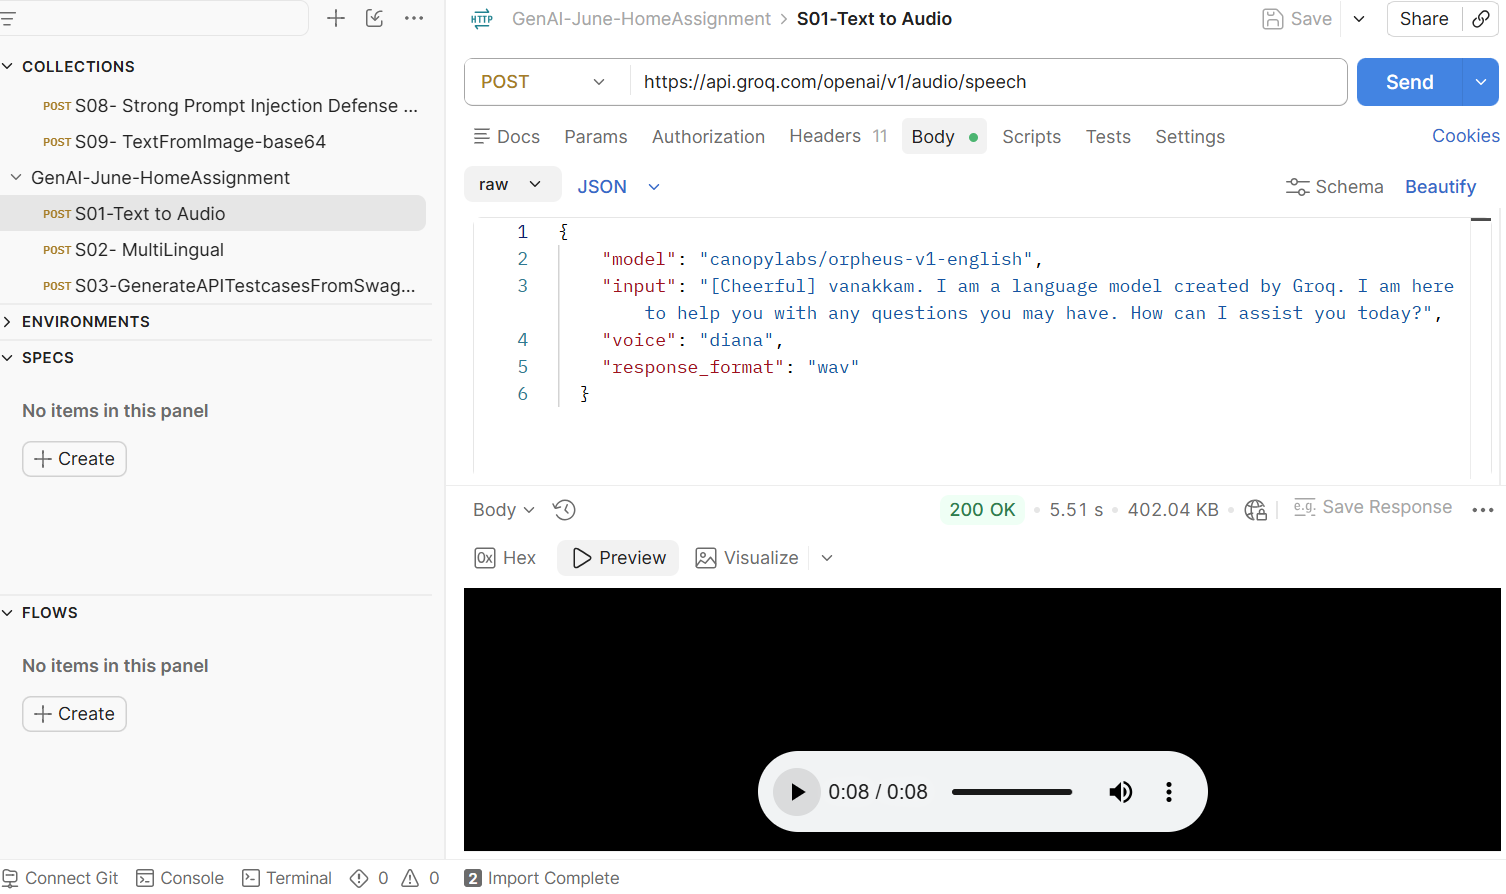 COLLECTIONS
POST S08- Strong Prompt Injection Defense ...
POST S09- TextFromImage-base64
GenAI-June-HomeAssignment
POST S01-Text to Audio
POST S02- MultiLingual
POST S03-GenerateAPITestcasesFromSwag...
ENVIRONMENTS
SPECS
No items in this panel
Create
FLOWS
No items in this panel
Create
HTTP GenAI-June-HomeAssignment > S01-Text to Audio
Save
Share
POST https://api.groq.com/openai/v1/audio/speech
Send
Docs Params Authorization Headers 11 Body Scripts Tests Settings Cookies
raw JSON Schema Beautify
1 {
2 "model": "canopylabs/orpheus-v1-english",
3 "input": "[Cheerful] vanakkam. I am a language model created by Groq. I am here
to help you with any questions you may have. How can I assist you today?",
4 "voice": "diana",
5 "response_format": "wav"
6 }
Body 200 OK 5.51 s 402.04 KB e.g. Save Response
0x Hex Preview Visualize
0:08 / 0:08
Connect Git Console Terminal 0 0 2 Import Complete